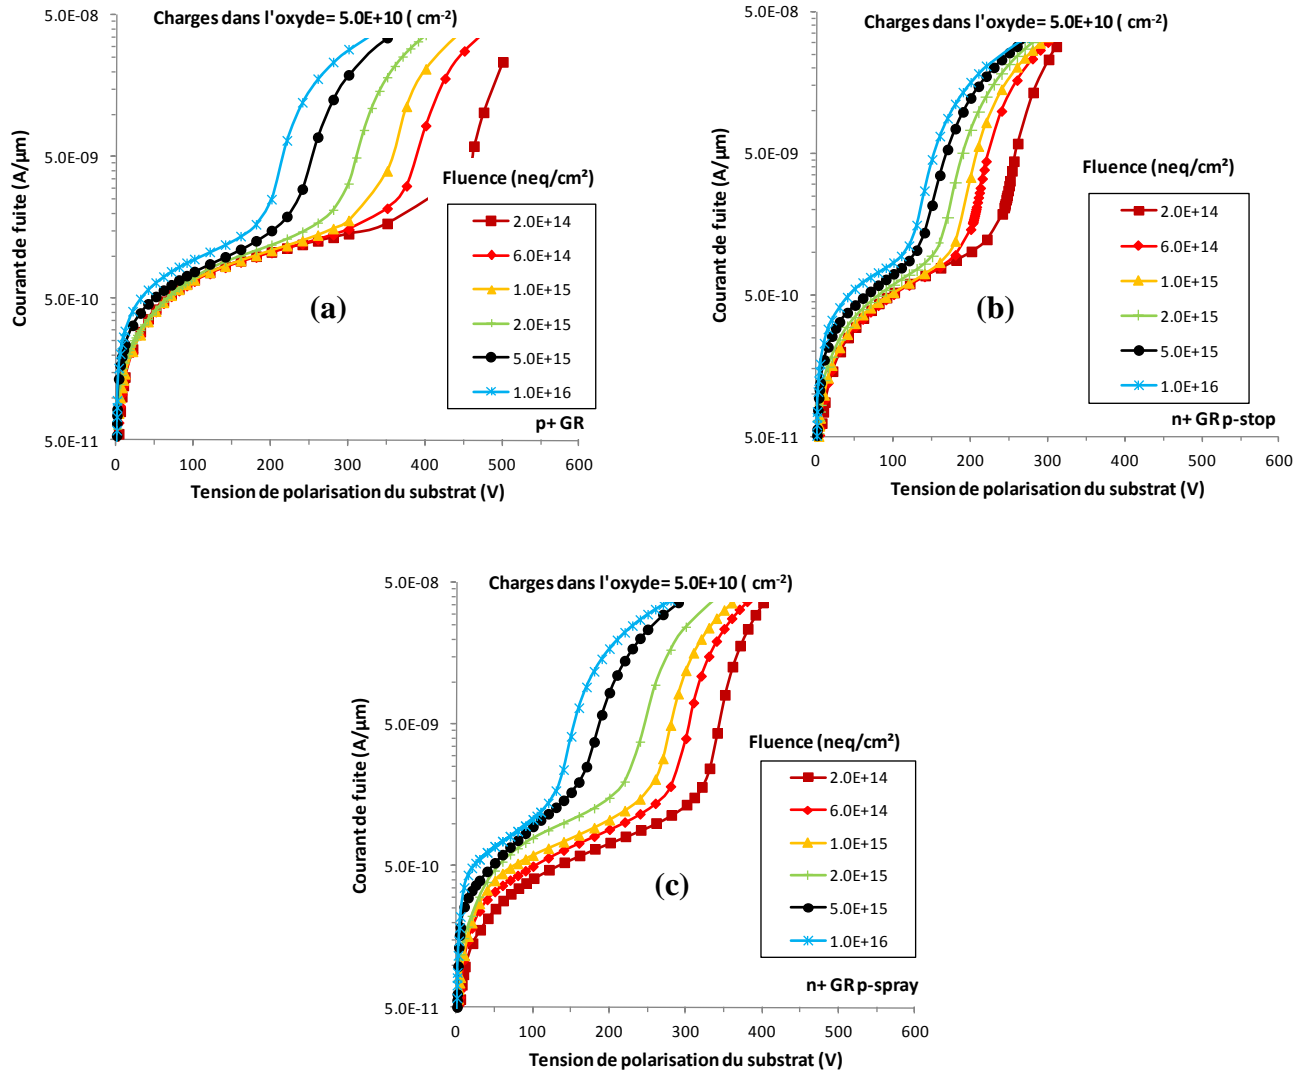 Charges dans l'oxyde= 5.0E+10 ( cm-2)
5.0E-08
5.0E-09
5.0E-10
5.0E-11
Courant de fuite (A/µm)
Fluence (neq/cm²)
2.0E+14
6.0E+14
1.0E+15
2.0E+15
5.0E+15
1.0E+16
(a)
p+ GR
0 100 200 300 400 500 600
Tension de polarisation du substrat (V)
Charges dans l'oxyde= 5.0E+10 ( cm-2)
5.0E-08
5.0E-09
5.0E-10
5.0E-11
Courant de fuite (A/µm)
Fluence (neq/cm²)
2.0E+14
6.0E+14
1.0E+15
2.0E+15
5.0E+15
1.0E+16
(b)
n+ GR p-stop
0 100 200 300 400 500 600
Tension de polarisation du substrat (V)
Charges dans l'oxyde= 5.0E+10 ( cm-2)
5.0E-08
5.0E-09
5.0E-10
5.0E-11
Courant de fuite (A/µm)
Fluence (neq/cm²)
2.0E+14
6.0E+14
1.0E+15
2.0E+15
5.0E+15
1.0E+16
(c)
n+ GR p-spray
0 100 200 300 400 500 600
Tension de polarisation du substrat (V)